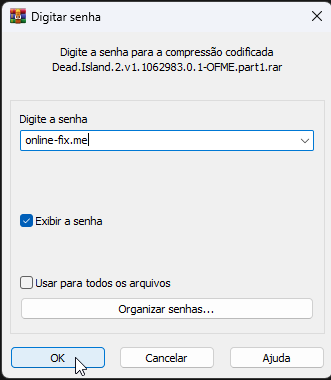 Digitar senha
Digite a senha para a compressão codificada
Dead.Island.2.v1.1062983.0.1-OFME.part1.rar
Digite a senha
online-fix.me
Exibir a senha
Usar para todos os arquivos
Organizar senhas...
OK
Cancelar
Ajuda